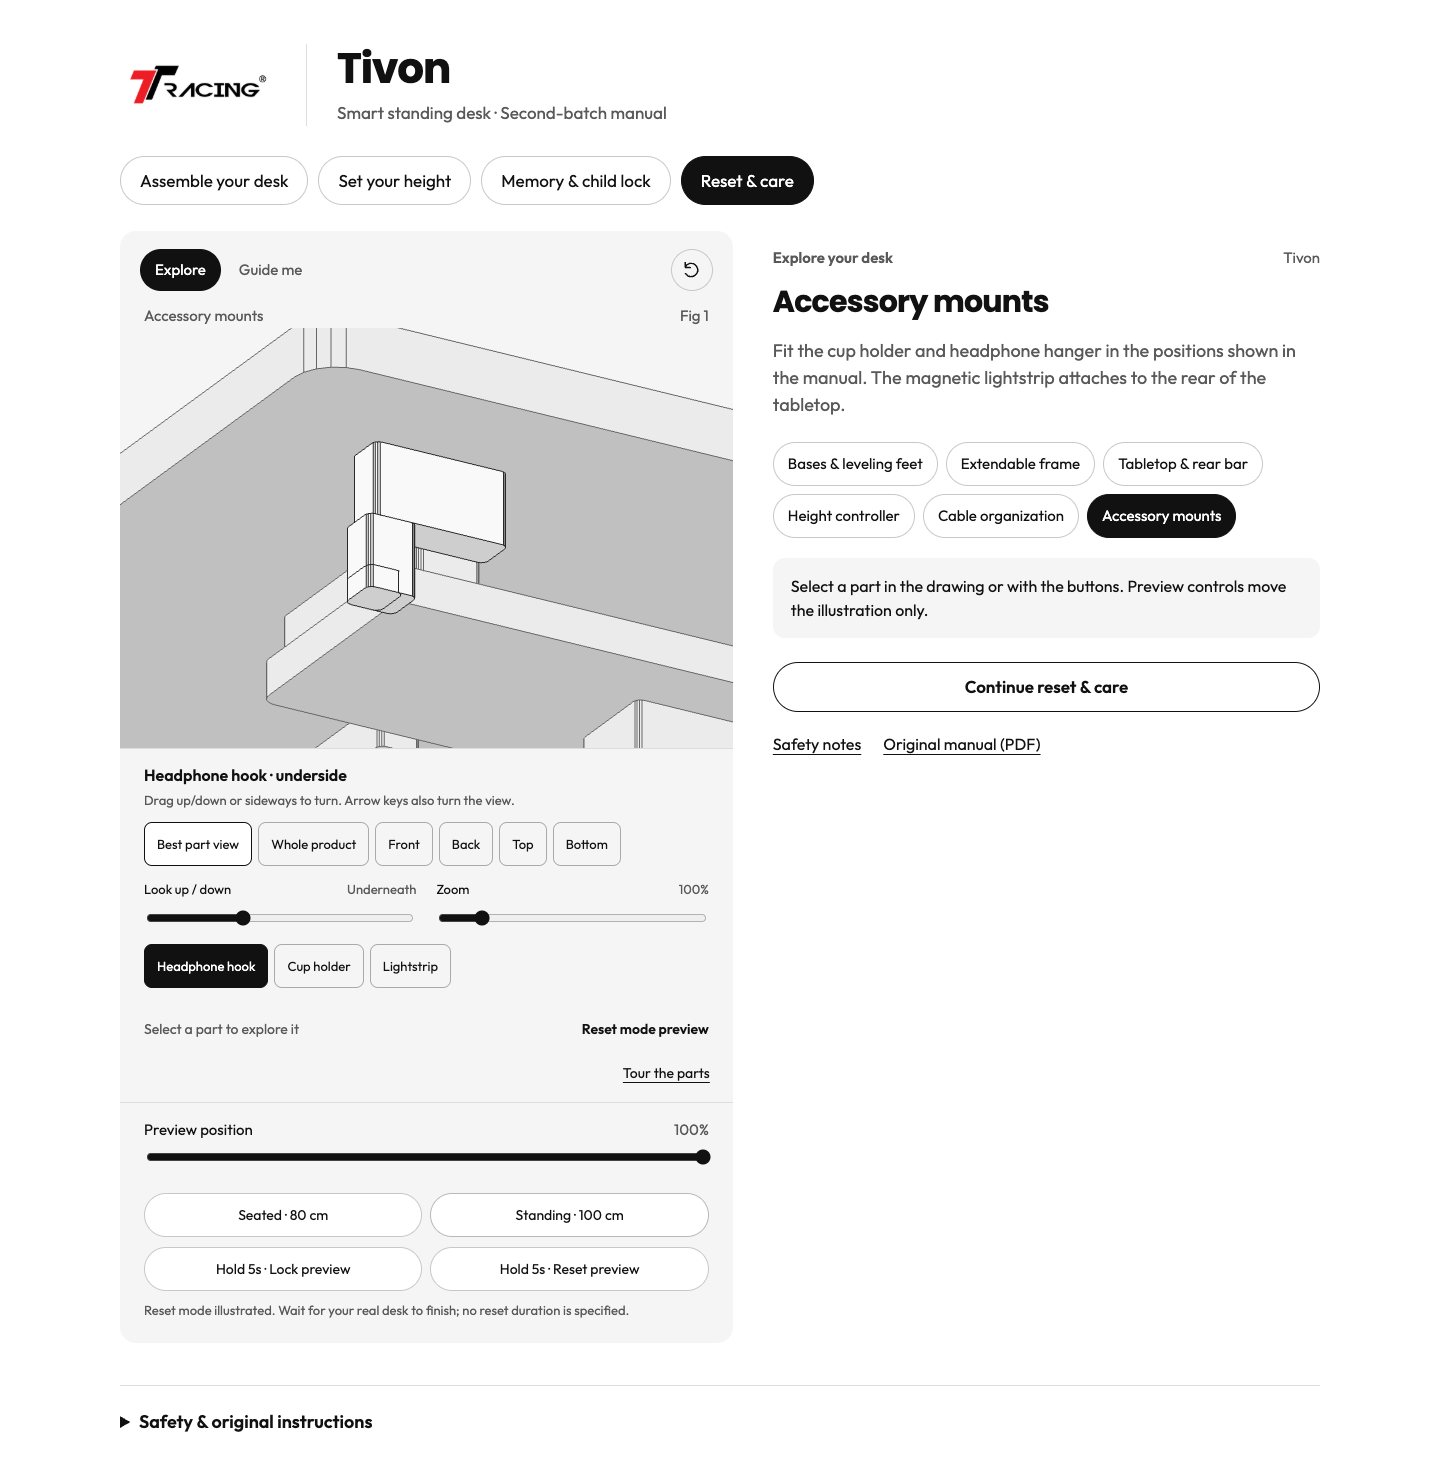 TTRACING®
Tivon
Smart standing desk · Second-batch manual
Assemble your desk
Set your height
Memory & child lock
Reset & care
Explore
Guide me
Accessory mounts
Fig 1
Headphone hook · underside
Drag up/down or sideways to turn. Arrow keys also turn the view.
Best part view
Whole product
Front
Back
Top
Bottom
Look up / down
Underneath
Zoom
100%
Headphone hook
Cup holder
Lightstrip
Select a part to explore it
Reset mode preview
Tour the parts
Preview position
100%
Seated · 80 cm
Standing · 100 cm
Hold 5s · Lock preview
Hold 5s · Reset preview
Reset mode illustrated. Wait for your real desk to finish; no reset duration is specified.
Explore your desk
Tivon
Accessory mounts
Fit the cup holder and headphone hanger in the positions shown in
the manual. The magnetic lightstrip attaches to the rear of the
tabletop.
Bases & leveling feet
Extendable frame
Tabletop & rear bar
Height controller
Cable organization
Accessory mounts
Select a part in the drawing or with the buttons. Preview controls move
the illustration only.
Continue reset & care
Safety notes
Original manual (PDF)
Safety & original instructions